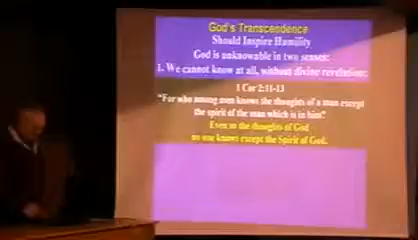 God's Transcendence
Should Inspire Humility
God is unknowable in two senses:
1. We cannot know at all, without divine revelation:
1 Cor 2:11-13
"For who among men knows the thoughts of a man except
the spirit of the man which is in him?
Even so the thoughts of God
no one knows except the Spirit of God.